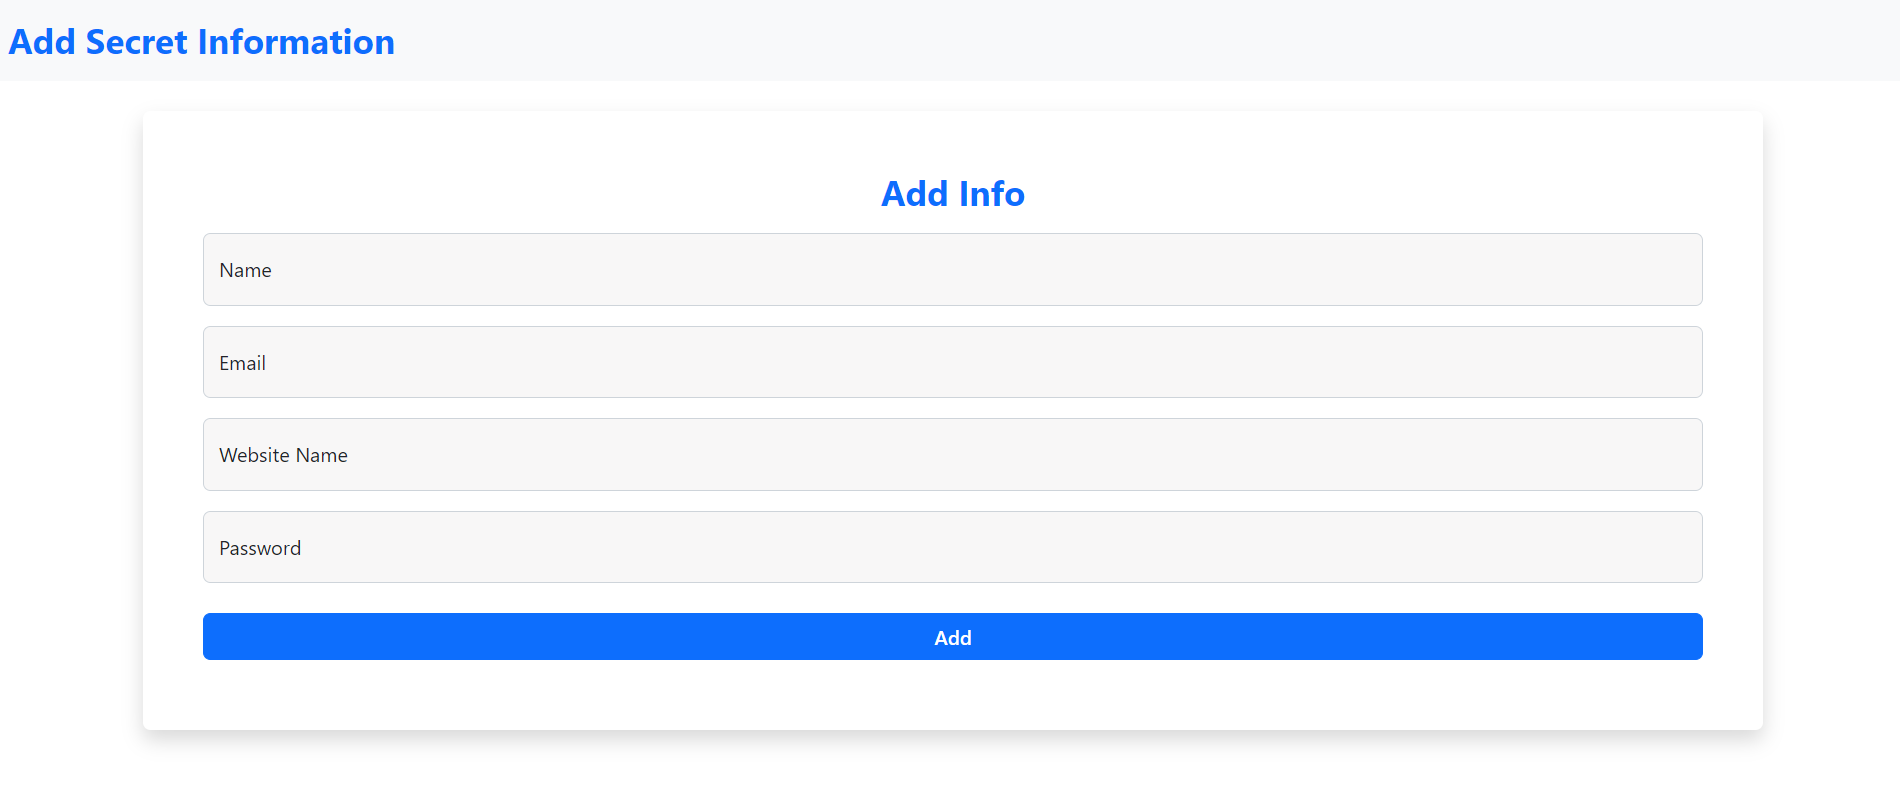 Add Secret Information
Add Info
Name
Email
Website Name
Password
Add